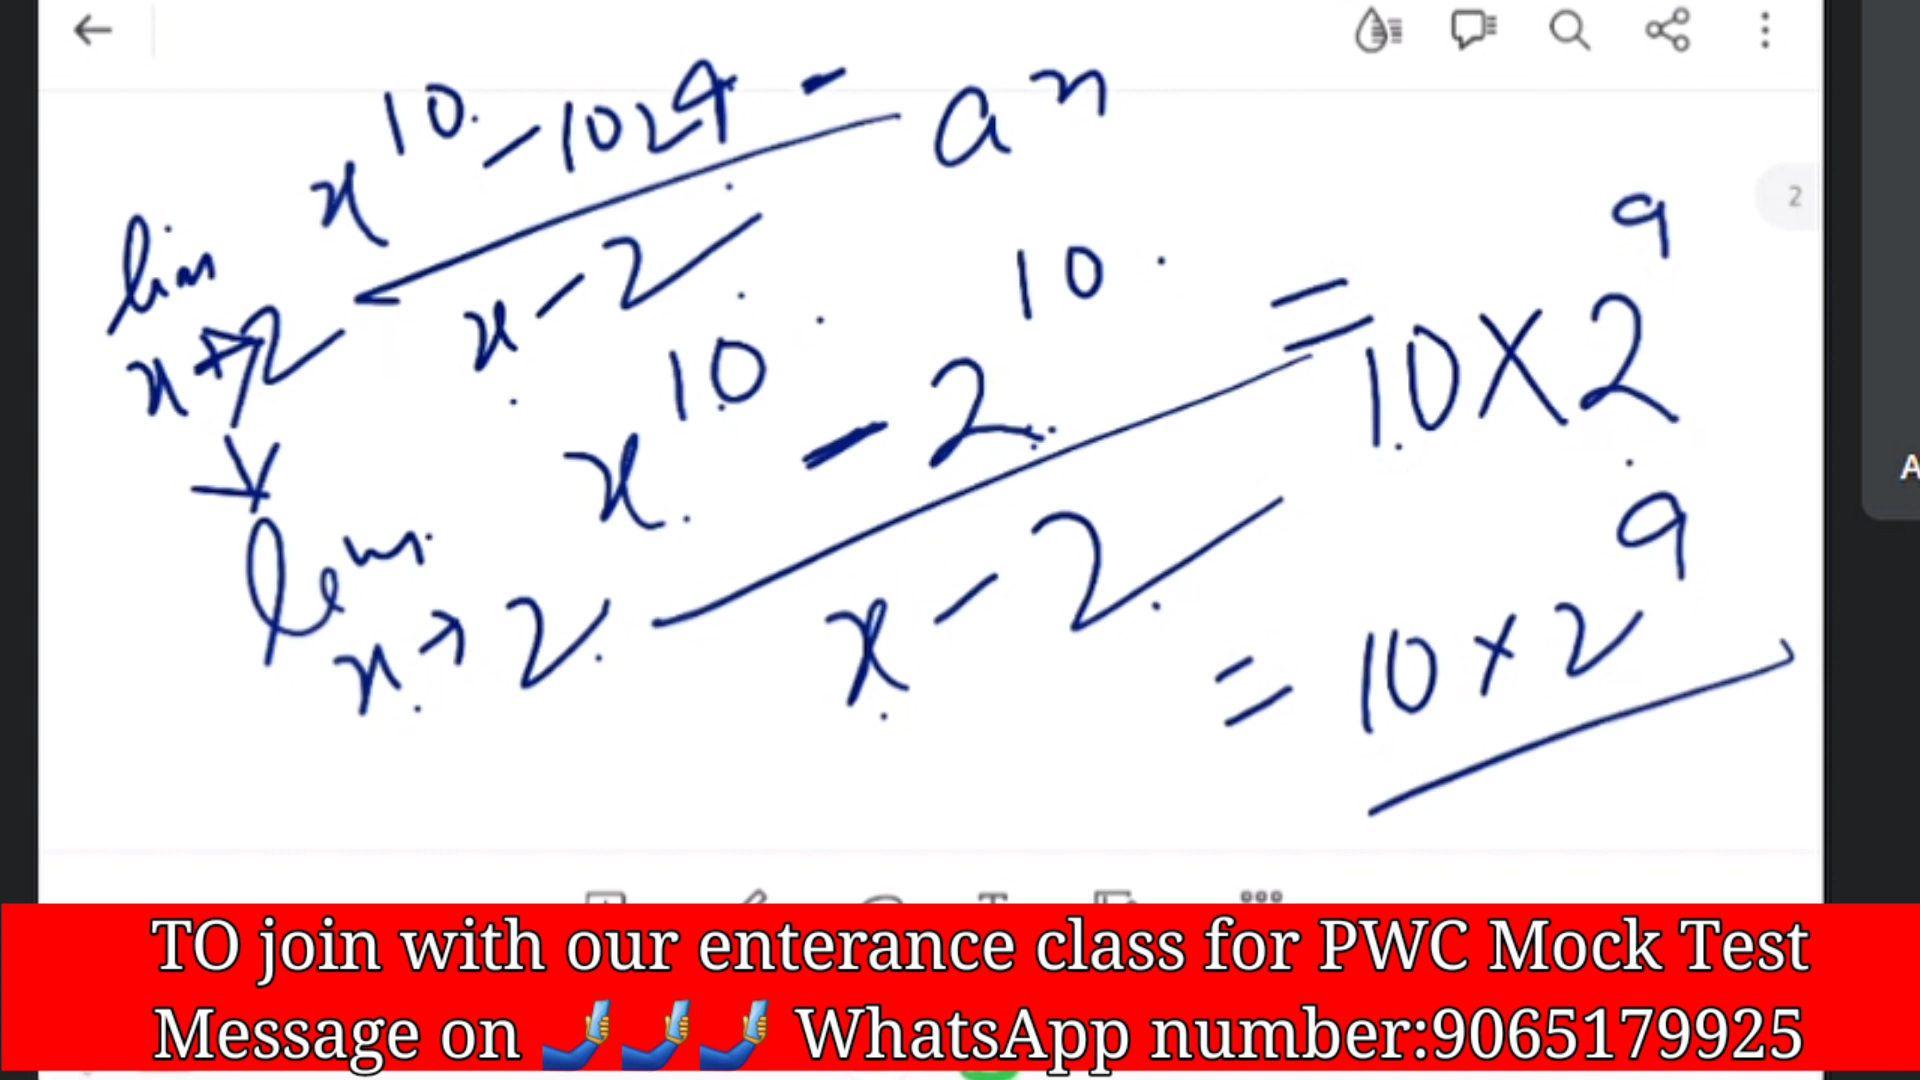 x^10 - 1024 - a^n
lim x→2 x - 2
x^10 - 2^10 = 10 × 2^9
lim x→2 x - 2
= 10 × 2^9
2
A
TO join with our enterance class for PWC Mock Test
Message on WhatsApp number:9065179925